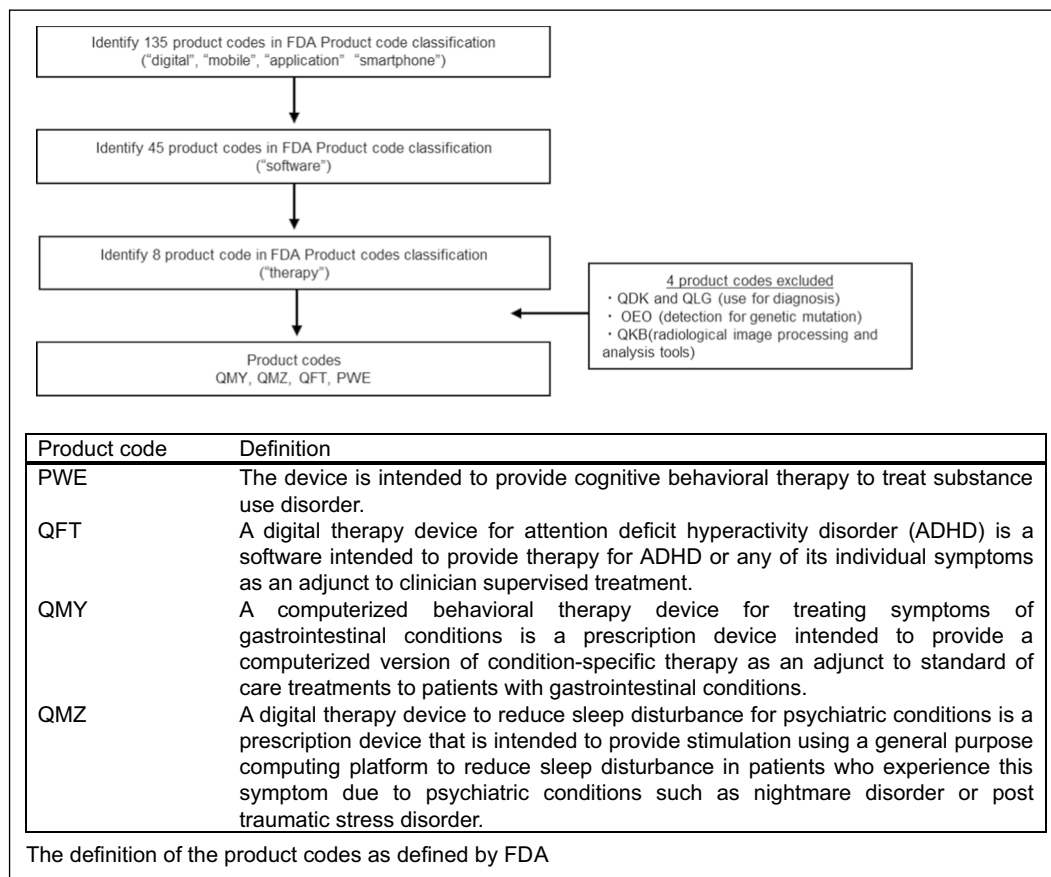 Identify 135 product codes in FDA Product code classification
(“digital”, “mobile”, “application” “smartphone”)
Identify 45 product codes in FDA Product code classification
(“software”)
Identify 8 product code in FDA Product codes classification
(“therapy”)
4 product codes excluded
・QDK and QLG (use for diagnosis)
・ OEO (detection for genetic mutation)
・QKB(radiological image processing and
analysis tools)
Product codes
QMY, QMZ, QFT, PWE
Product code Definition
PWE The device is intended to provide cognitive behavioral therapy to treat substance
use disorder.
QFT A digital therapy device for attention deficit hyperactivity disorder (ADHD) is a
software intended to provide therapy for ADHD or any of its individual symptoms
as an adjunct to clinician supervised treatment.
QMY A computerized behavioral therapy device for treating symptoms of
gastrointestinal conditions is a prescription device intended to provide a
computerized version of condition-specific therapy as an adjunct to standard of
care treatments to patients with gastrointestinal conditions.
QMZ A digital therapy device to reduce sleep disturbance for psychiatric conditions is a
prescription device that is intended to provide stimulation using a general purpose
computing platform to reduce sleep disturbance in patients who experience this
symptom due to psychiatric conditions such as nightmare disorder or post
traumatic stress disorder.
The definition of the product codes as defined by FDA